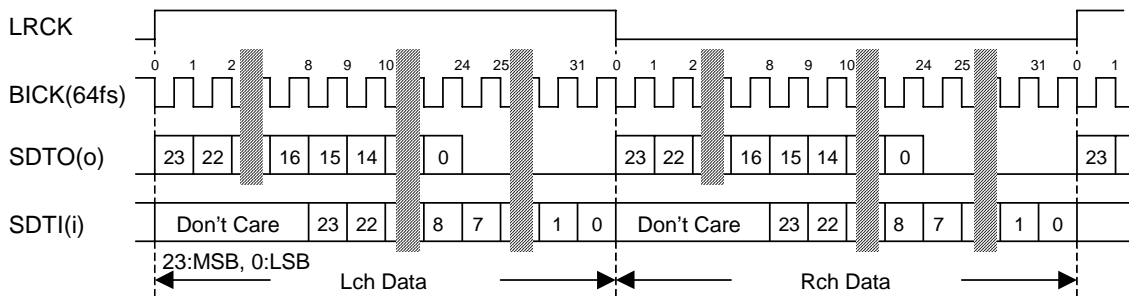 LRCK
0 1 2 8 9 10 24 25 31 0 1 2 8 9 10 24 25 31 0 1
BICK(64fs)
SDTO(o) 23 22 16 15 14 0 23 22 16 15 14 0 23
SDTI(i) Don't Care 23 22 8 7 1 0 Don't Care 23 22 8 7 1 0
23:MSB, 0:LSB
Lch Data Rch Data